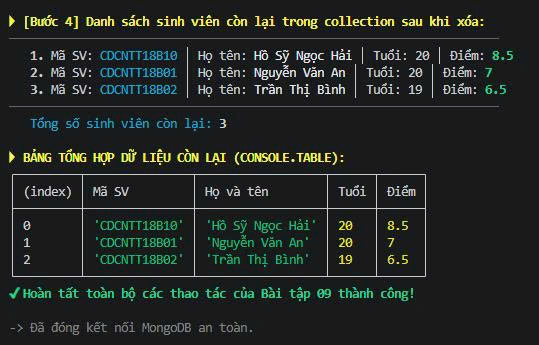 ▶ [Bước 4] Danh sách sinh viên còn lại trong collection sau khi xóa:
1. Mã SV: CDCNTT18B10 | Họ tên: Hồ Sỹ Ngọc Hải | Tuổi: 20 | Điểm: 8.5
2. Mã SV: CDCNTT18B01 | Họ tên: Nguyễn Văn An | Tuổi: 20 | Điểm: 7
3. Mã SV: CDCNTT18B02 | Họ tên: Trần Thị Bình | Tuổi: 19 | Điểm: 6.5
Tổng số sinh viên còn lại: 3
▶ BẢNG TỔNG HỢP DỮ LIỆU CÒN LẠI (CONSOLE.TABLE):
(index) | Mã SV | Họ và tên | Tuổi | Điểm
0 | 'CDCNTT18B10' | 'Hồ Sỹ Ngọc Hải' | 20 | 8.5
1 | 'CDCNTT18B01' | 'Nguyễn Văn An' | 20 | 7
2 | 'CDCNTT18B02' | 'Trần Thị Bình' | 19 | 6.5
✔ Hoàn tất toàn bộ các thao tác của Bài tập 09 thành công!
-> Đã đóng kết nối MongoDB an toàn.